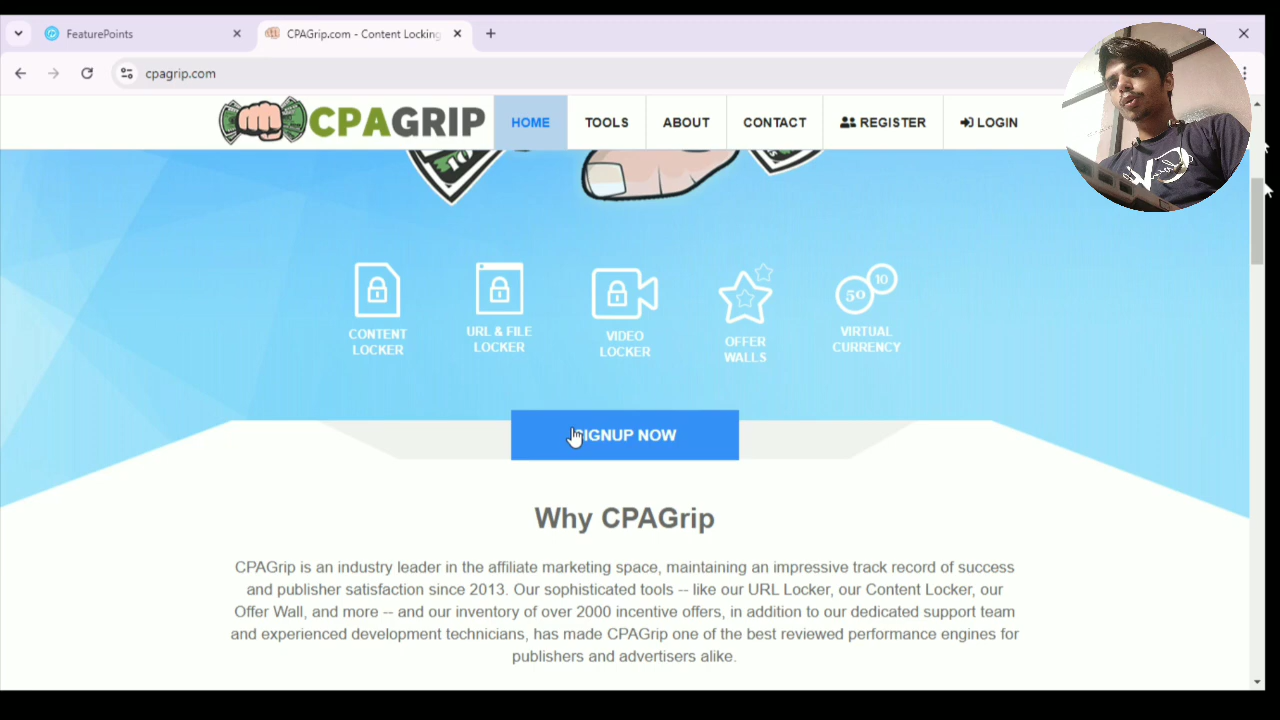 FeaturePoints
CPAGrip.com - Content Locking
cpagrip.com
CPAGRIP
HOME
TOOLS
ABOUT
CONTACT
REGISTER
LOGIN
10
50
10
CONTENT
LOCKER
URL & FILE
LOCKER
VIDEO
LOCKER
OFFER
WALLS
VIRTUAL
CURRENCY
SIGNUP NOW
Why CPAGrip
CPAGrip is an industry leader in the affiliate marketing space, maintaining an impressive track record of success
and publisher satisfaction since 2013. Our sophisticated tools -- like our URL Locker, our Content Locker, our
Offer Wall, and more -- and our inventory of over 2000 incentive offers, in addition to our dedicated support team
and experienced development technicians, has made CPAGrip one of the best reviewed performance engines for
publishers and advertisers alike.